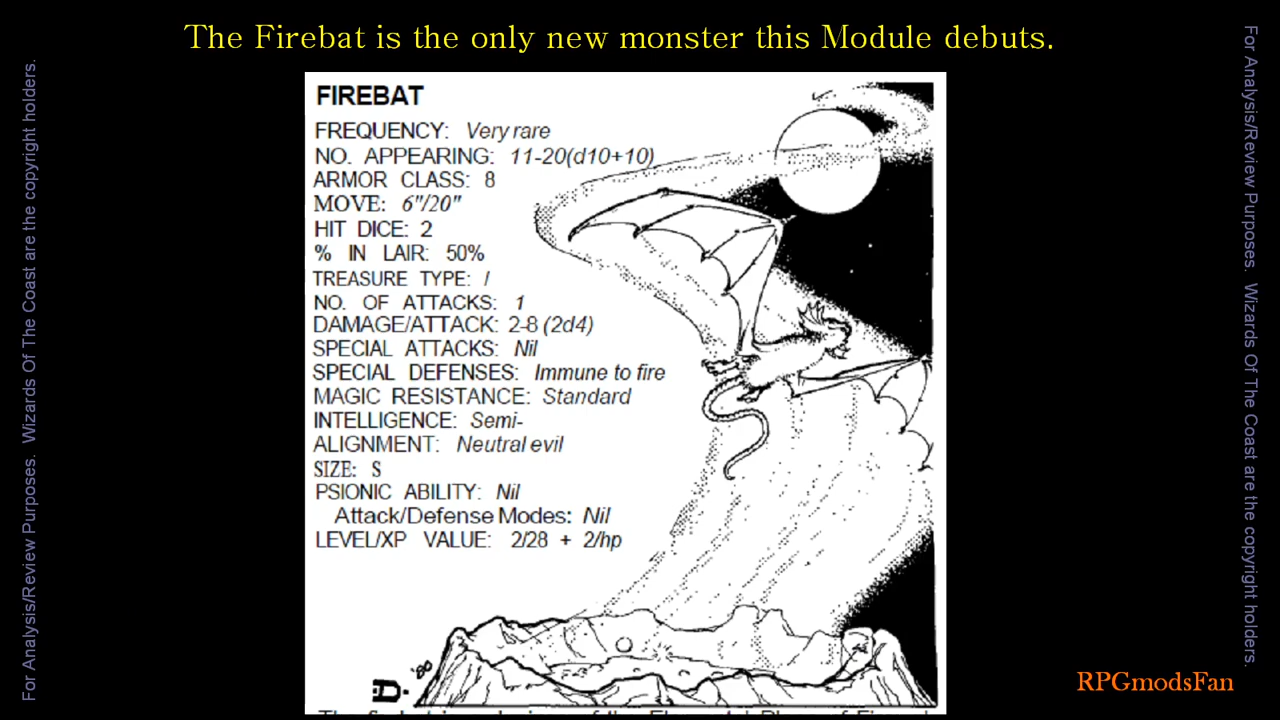 The Firebat is the only new monster this Module debuts.
For Analysis/Review Purposes. Wizards Of The Coast are the copyright holders.
FIREBAT
FREQUENCY: Very rare
NO. APPEARING: 11-20(d10+10)
ARMOR CLASS: 8
MOVE: 6"/20"
HIT DICE: 2
% IN LAIR: 50%
TREASURE TYPE: /
NO. OF ATTACKS: 1
DAMAGE/ATTACK: 2-8 (2d4)
SPECIAL ATTACKS: Nil
SPECIAL DEFENSES: Immune to fire
MAGIC RESISTANCE: Standard
INTELLIGENCE: Semi-
ALIGNMENT: Neutral evil
SIZE: S
PSIONIC ABILITY: Nil
Attack/Defense Modes: Nil
LEVEL/XP VALUE: 2/28 + 2/hp
'80
D.
For Analysis/Review Purposes. Wizards Of The Coast are the copyright holders.
RPGmodsFan